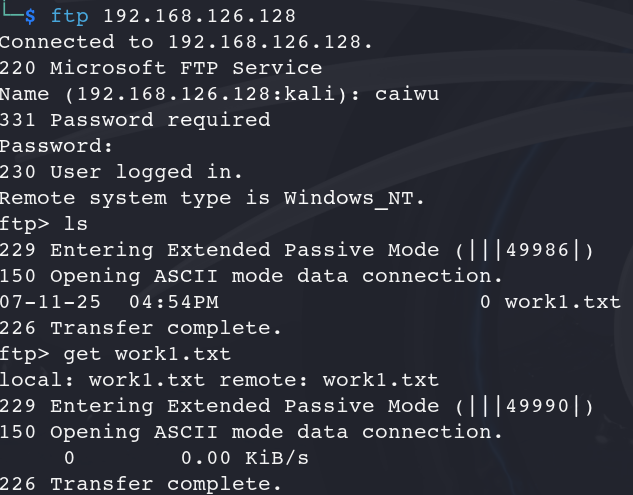 └─$ ftp 192.168.126.128
Connected to 192.168.126.128.
220 Microsoft FTP Service
Name (192.168.126.128:kali): caiwu
331 Password required
Password:
230 User logged in.
Remote system type is Windows_NT.
ftp> ls
229 Entering Extended Passive Mode (|||49986|)
150 Opening ASCII mode data connection.
07-11-25  04:54PM                    0 work1.txt
226 Transfer complete.
ftp> get work1.txt
local: work1.txt remote: work1.txt
229 Entering Extended Passive Mode (|||49990|)
150 Opening ASCII mode data connection.
     0        0.00 KiB/s
226 Transfer complete.